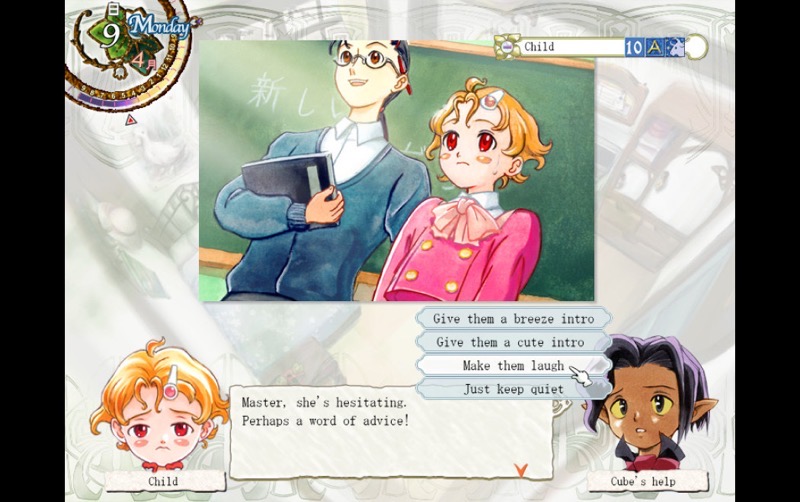 日
9
Monday
4月
新しい
Child
10 A
Give them a breeze intro
Give them a cute intro
Make them laugh
Just keep quiet
Master, she's hesitating.
Perhaps a word of advice!
Child
Cube's help